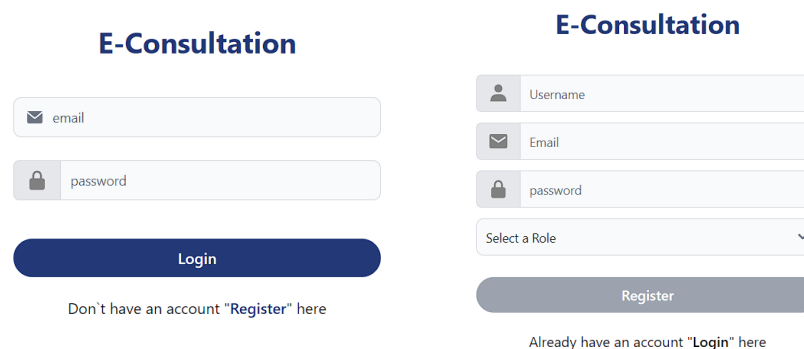 E-Consultation
email
password
Login
Don`t have an account "Register" here
E-Consultation
Username
Email
password
Select a Role
Register
Already have an account "Login" here